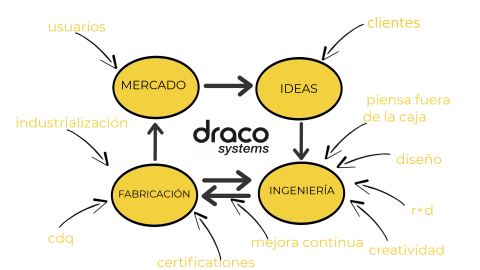 usuarios
clientes
MERCADO
IDEAS
piensa fuera
de la caja
industrialización
draco
systems
diseño
FABRICACIÓN
INGENIERÍA
r+d
cdq
mejora contínua
creatividad
certificationes